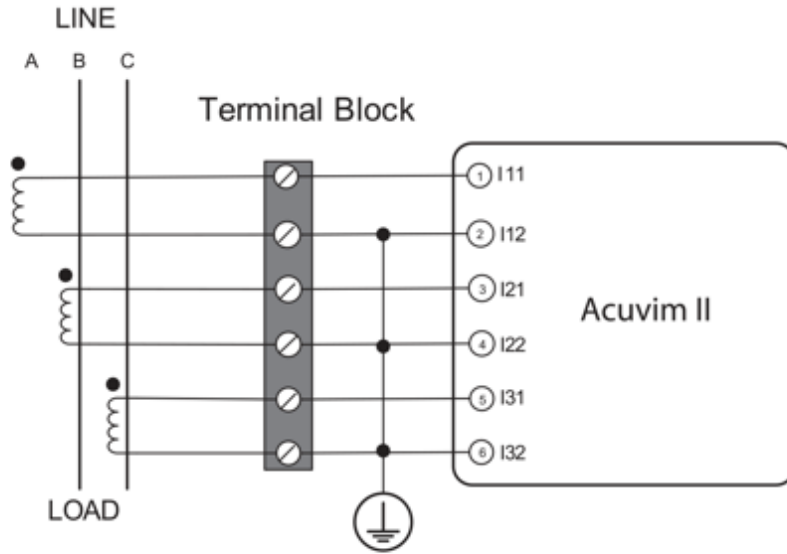 LINE
A B C
Terminal Block
1 I11
2 I12
3 I21
Acuvim II
4 I22
5 I31
6 I32
LOAD